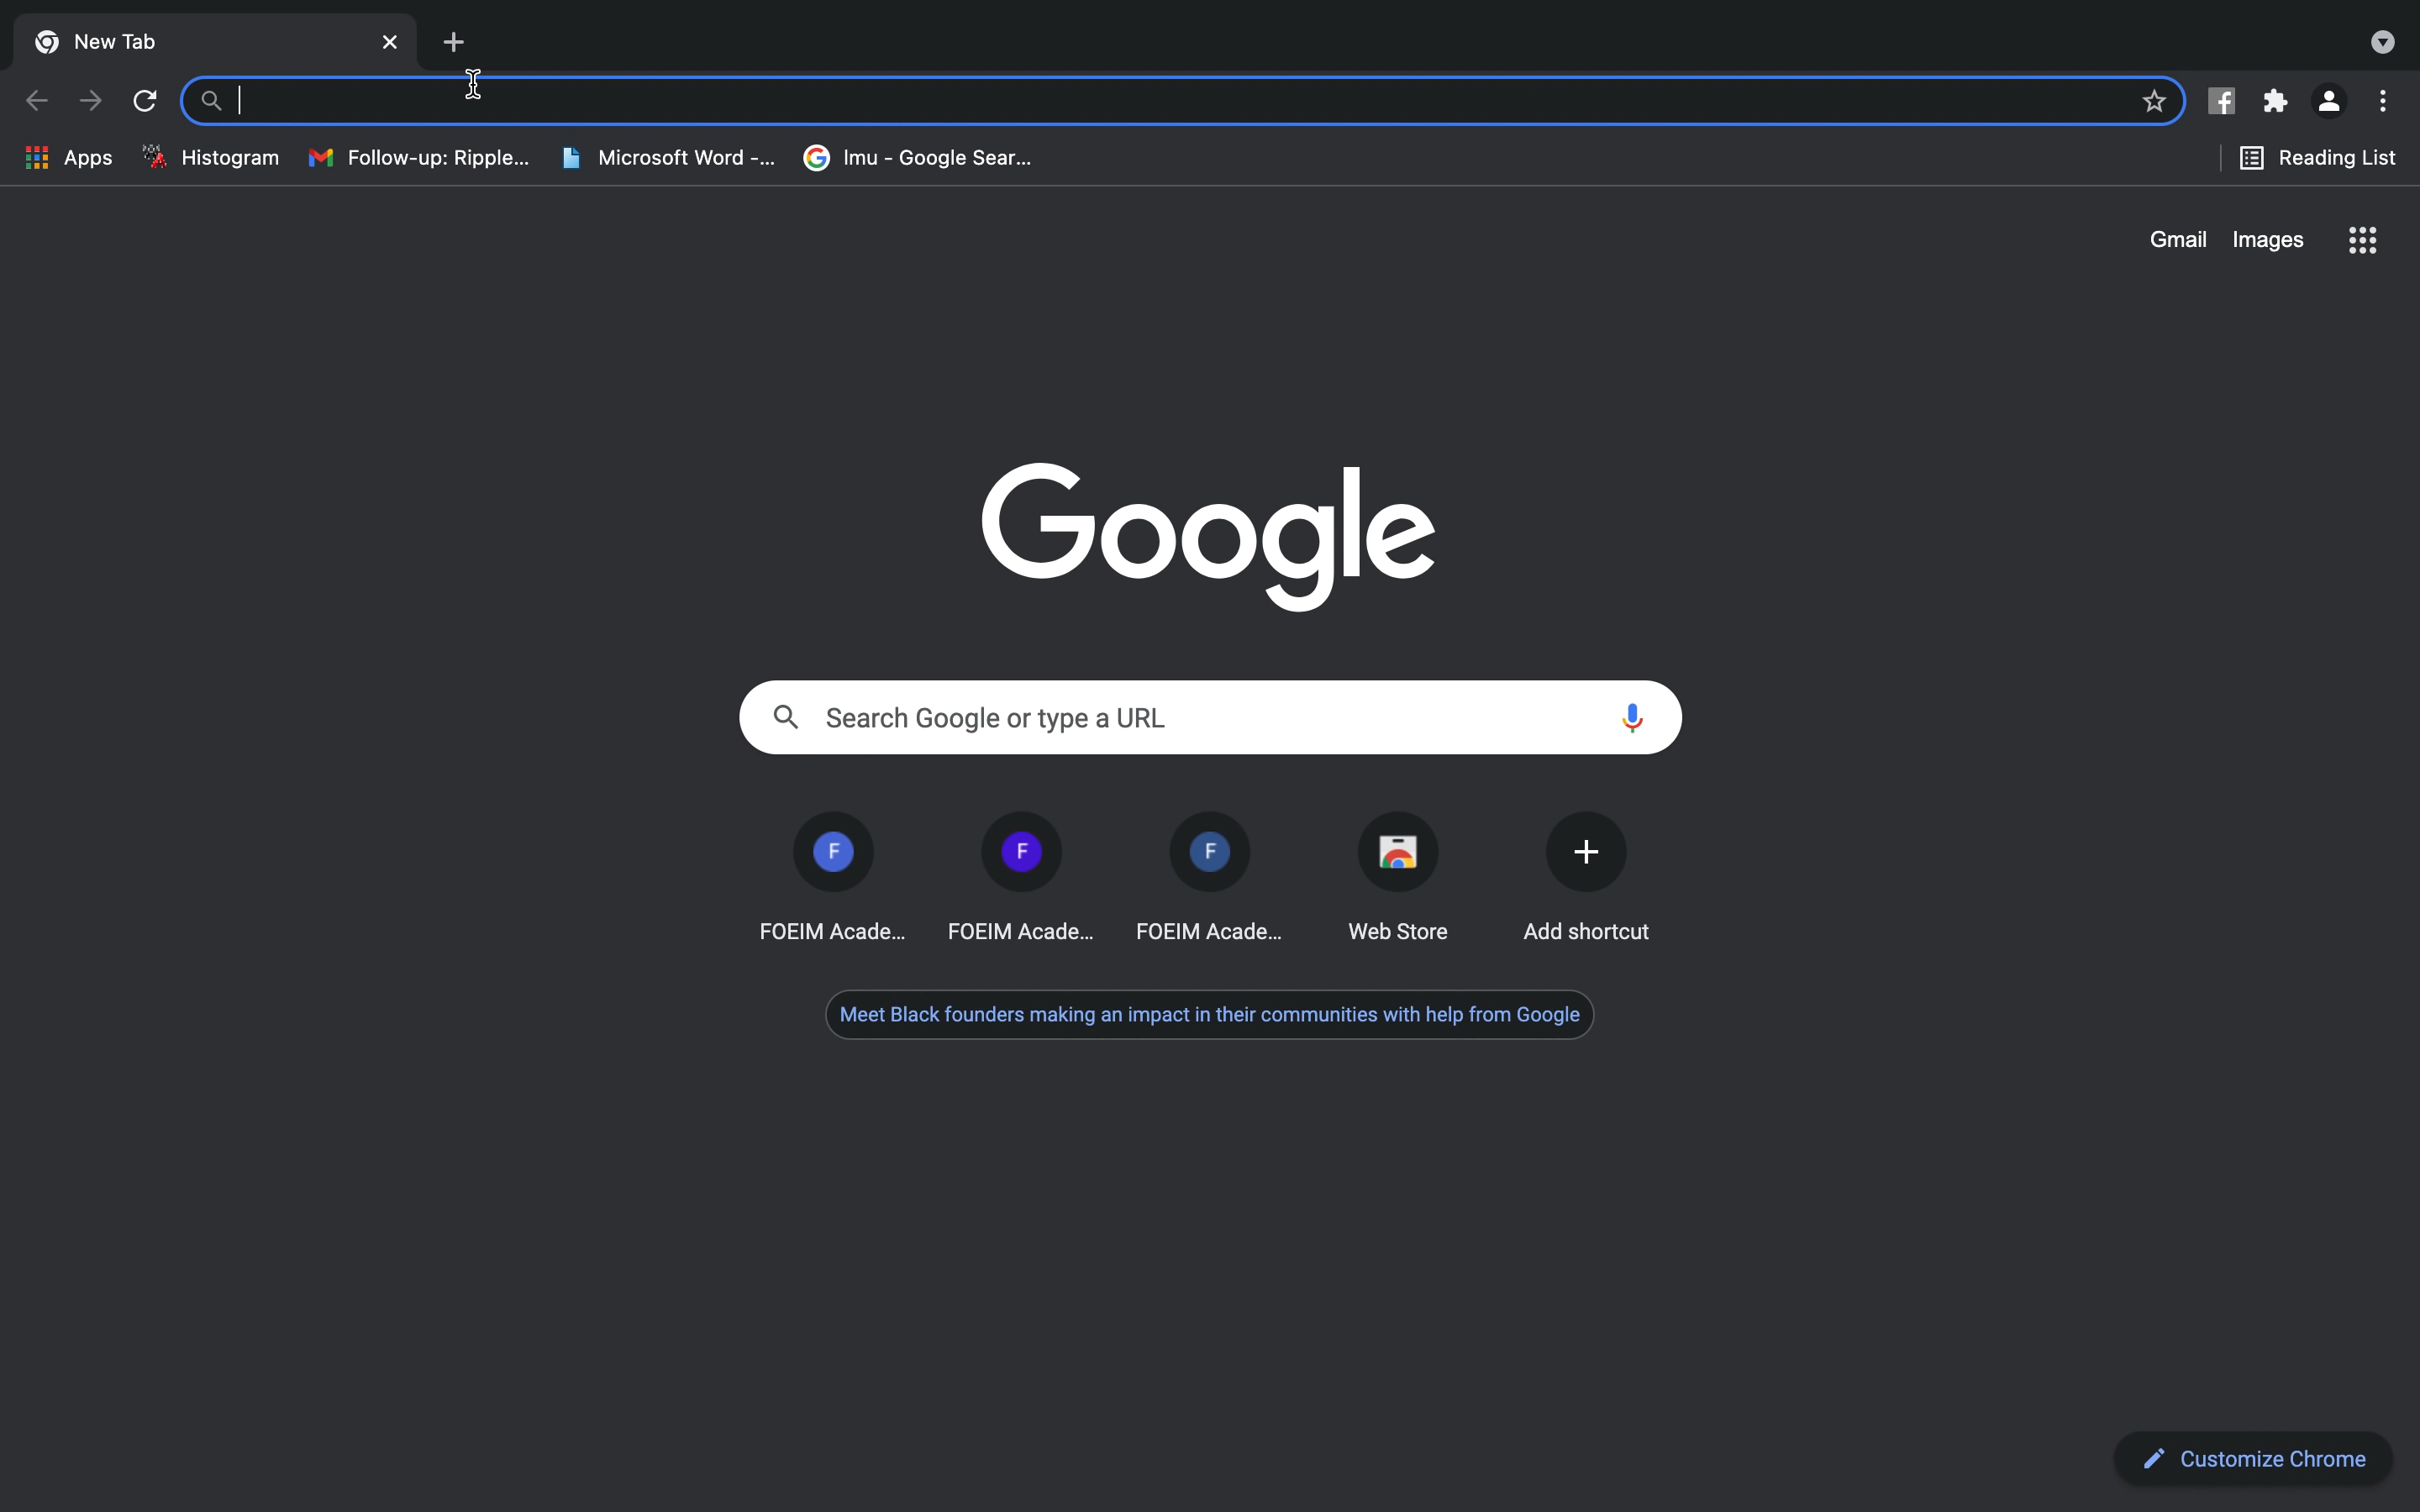 New Tab
Apps
Histogram
Follow-up: Ripple...
Microsoft Word -...
Imu - Google Sear...
Reading List
Gmail
Images
Google
Search Google or type a URL
F
F
F
FOEIM Acade...
FOEIM Acade...
FOEIM Acade...
Web Store
Add shortcut
Meet Black founders making an impact in their communities with help from Google
Customize Chrome